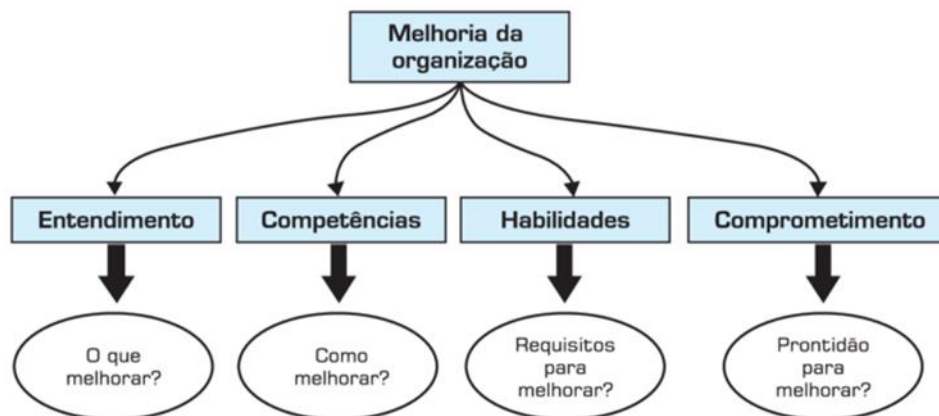 Melhoria da
organização
Entendimento
Competências
Habilidades
Comprometimento
O que
melhorar?
Como
melhorar?
Requisitos
para
melhorar?
Prontidão
para
melhorar?